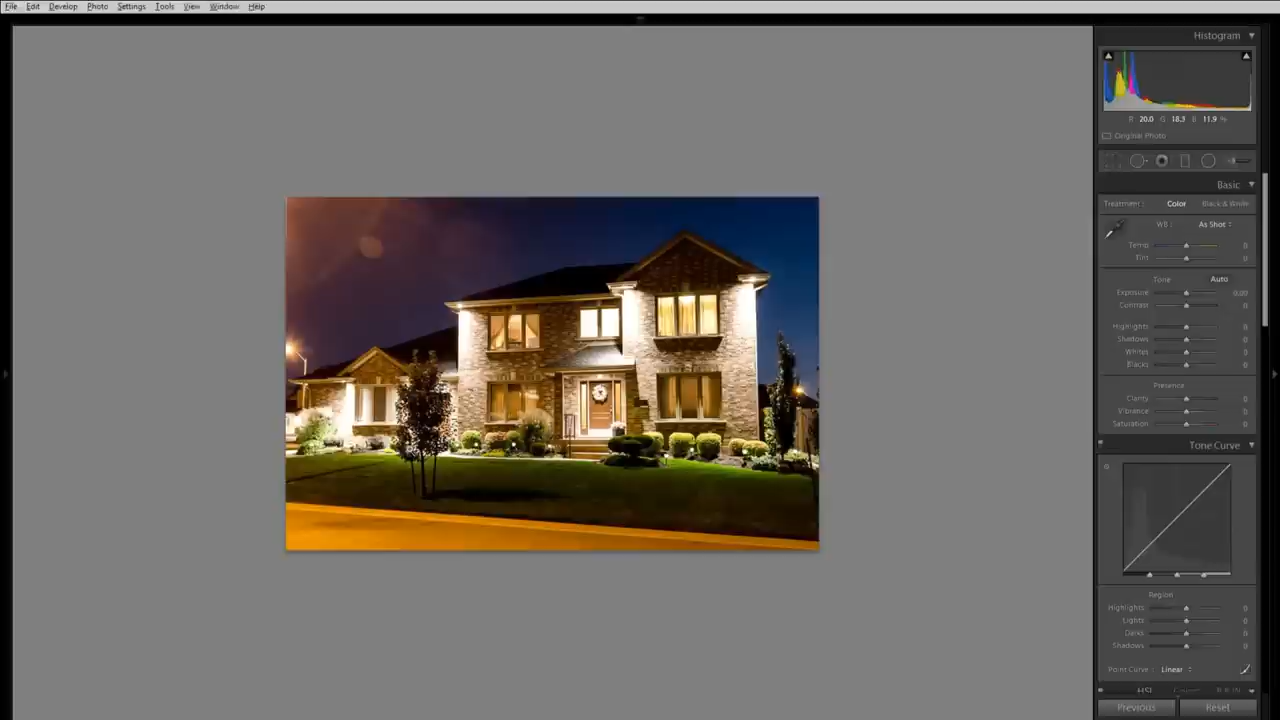 File Edit Develop Photo Settings Tools View Window Help
Histogram
R 20.0 G 18.3 B 11.9 %
Original Photo
Basic
Treatment: Color Black & White
WB: As Shot
Temp 0
Tint 0
Tone Auto
Exposure 0.00
Contrast 0
Highlights 0
Shadows 0
Whites 0
Blacks 0
Presence
Clarity 0
Vibrance 0
Saturation 0
Tone Curve
Region
Highlights 0
Lights 0
Darks 0
Shadows 0
Point Curve: Linear
HSL Color B & W
Previous Reset